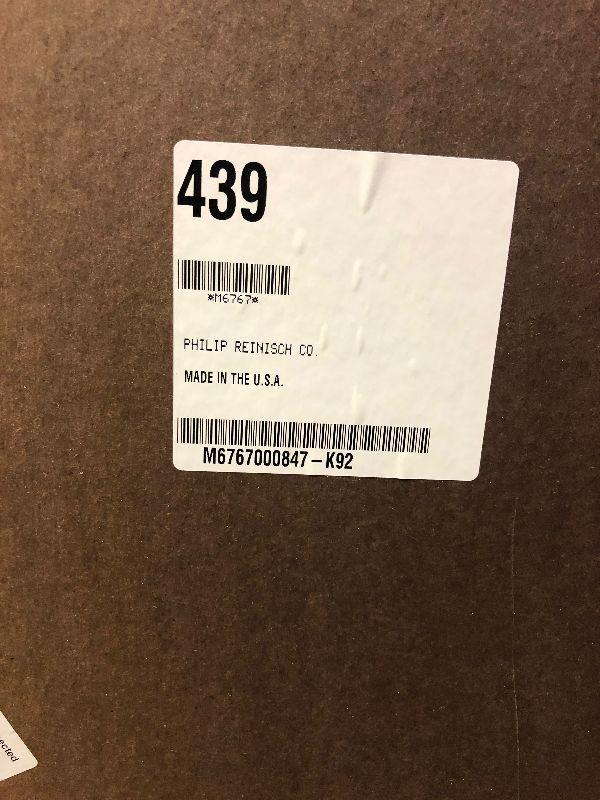 439
*M6767*
PHILIP REINISCH CO.
MADE IN THE U.S.A.
M6767000847-K92